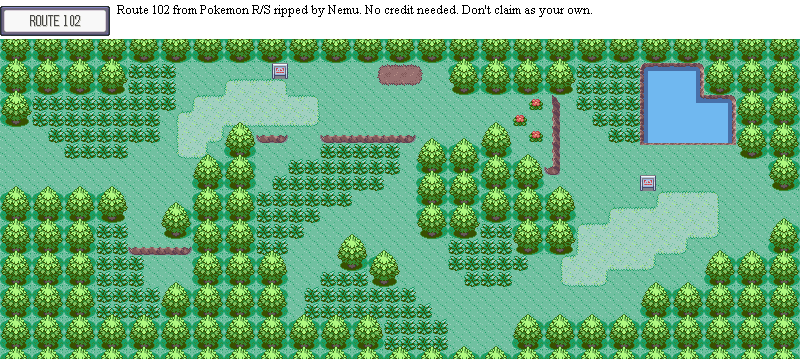 ROUTE 102
Route 102 from Pokemon R/S ripped by Nemu. No credit needed. Don't claim as your own.